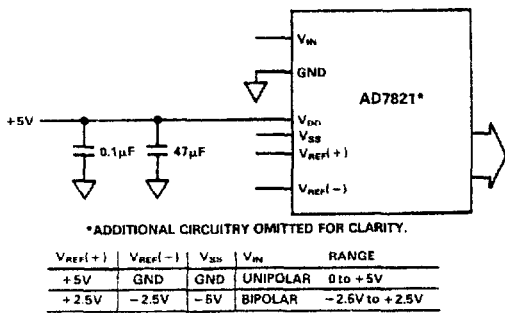 VIN
GND
AD7821*
+5V
VDD
VSS
0.1µF
47µF
VREF(+)
VREF(−)
*ADDITIONAL CIRCUITRY OMITTED FOR CLARITY.
VREF(+) VREF(−) VSS VIN RANGE
+5V GND GND UNIPOLAR 0 to +5V
+2.5V −2.5V −5V BIPOLAR −2.5V to +2.5V